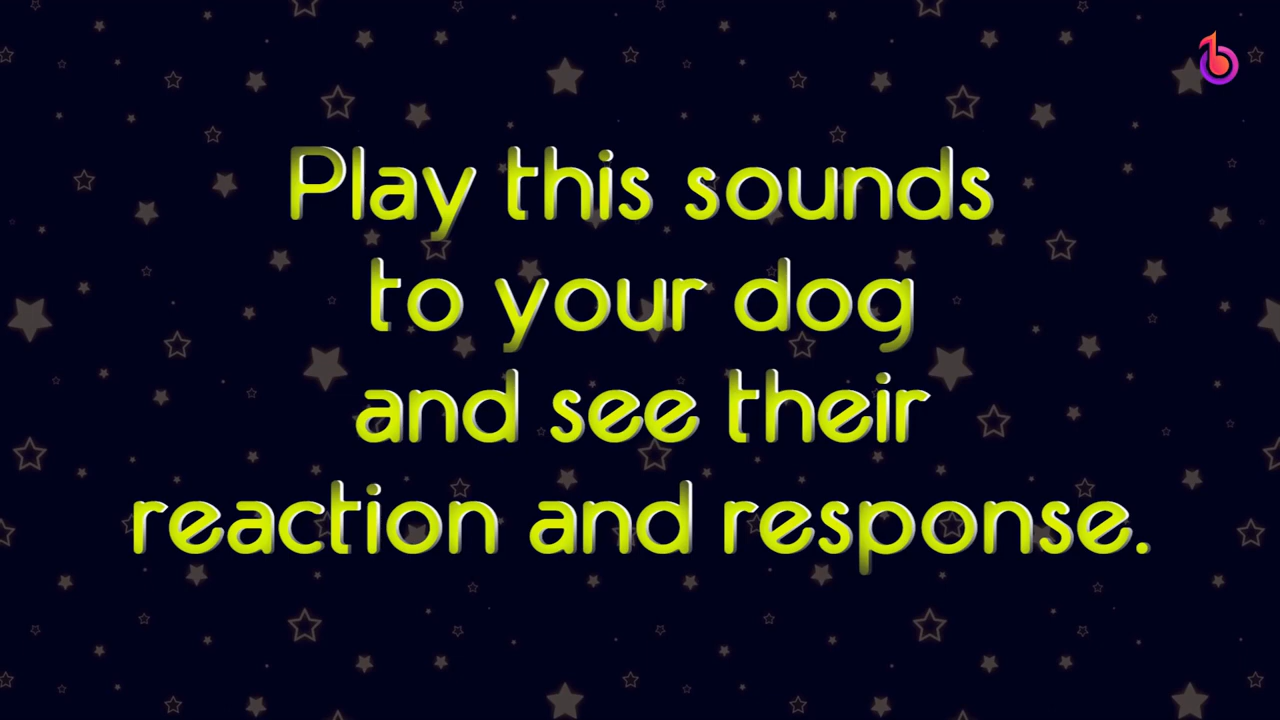 Play this sounds
to your dog
and see their
reaction and response.